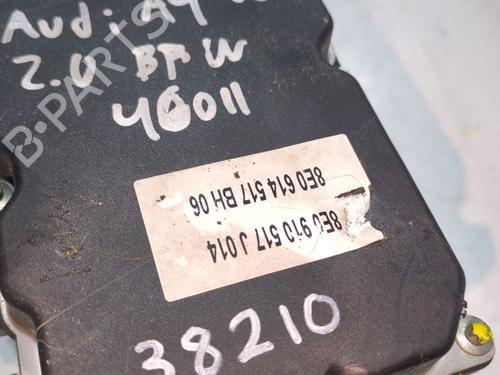 Audi A4
2.0 BPW
46011
8E0 614 517 BH 06
8E0 910 517 J 014
38210
B-PARTS